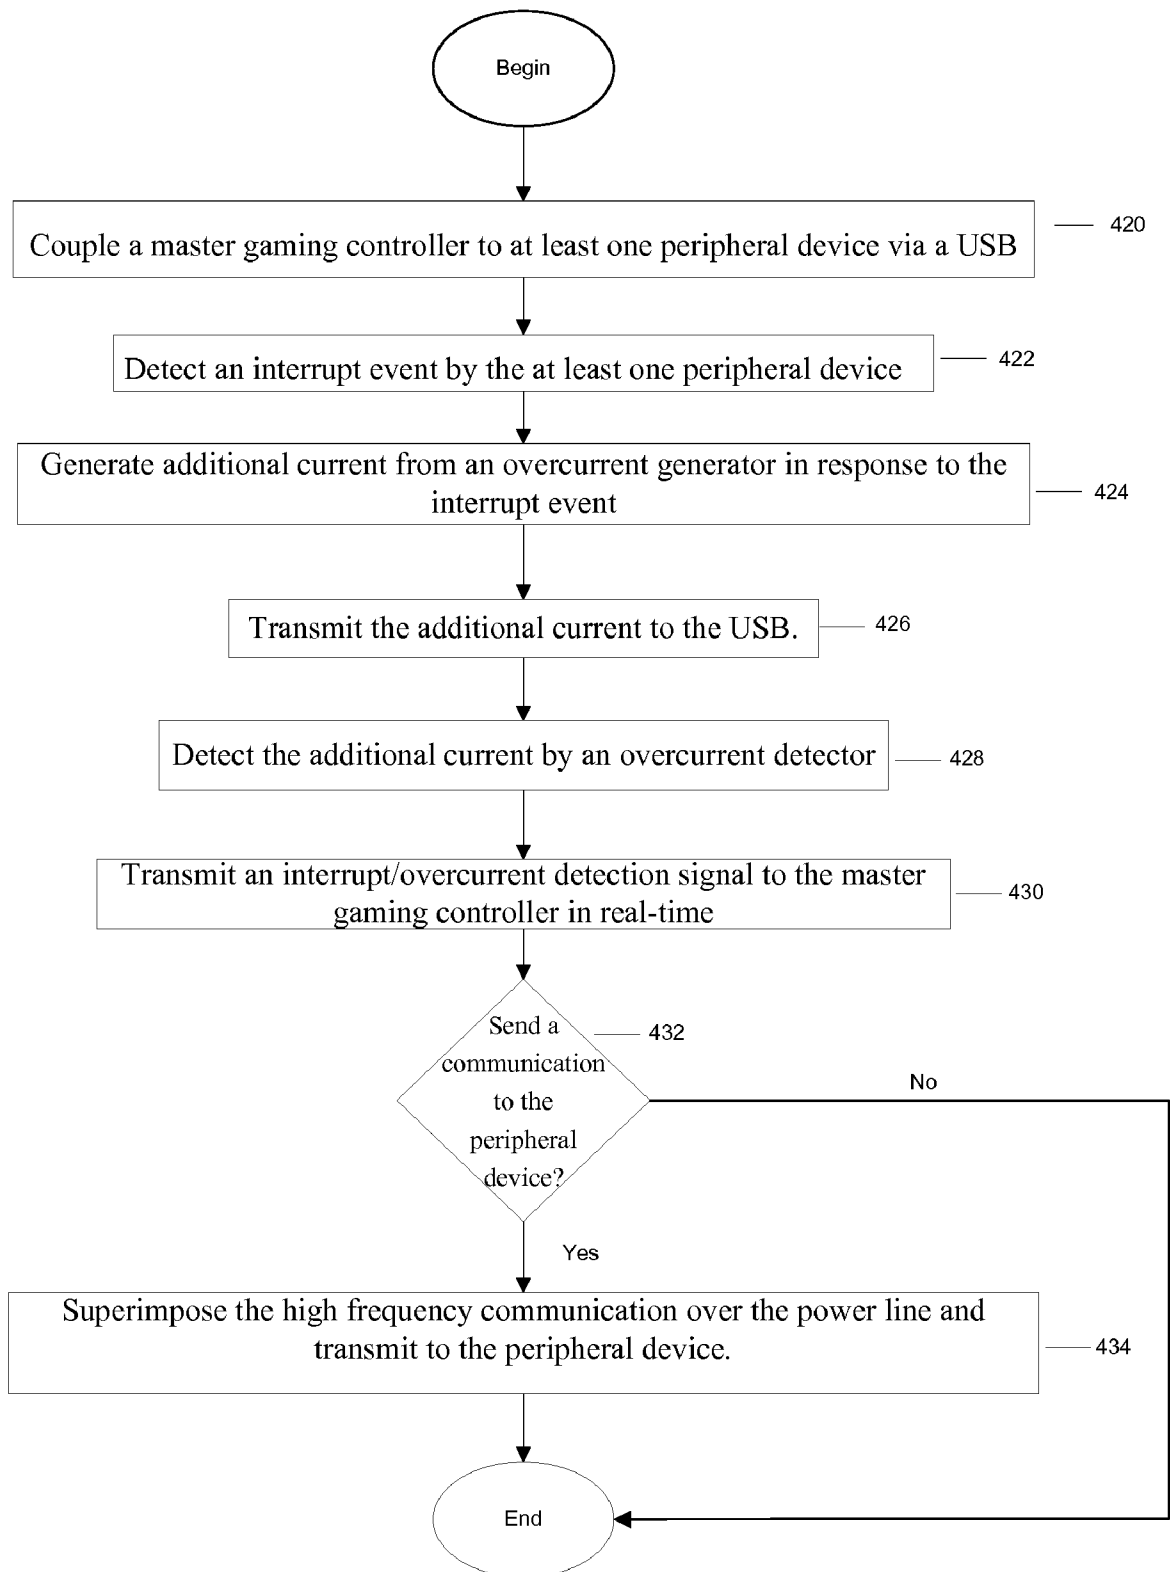 Begin
Couple a master gaming controller to at least one peripheral device via a USB
420
Detect an interrupt event by the at least one peripheral device
422
Generate additional current from an overcurrent generator in response to the
interrupt event
424
Transmit the additional current to the USB.
426
Detect the additional current by an overcurrent detector
428
Transmit an interrupt/overcurrent detection signal to the master
gaming controller in real-time
430
Send a
communication
to the
peripheral
device?
432
No
Yes
Superimpose the high frequency communication over the power line and
transmit to the peripheral device.
434
End